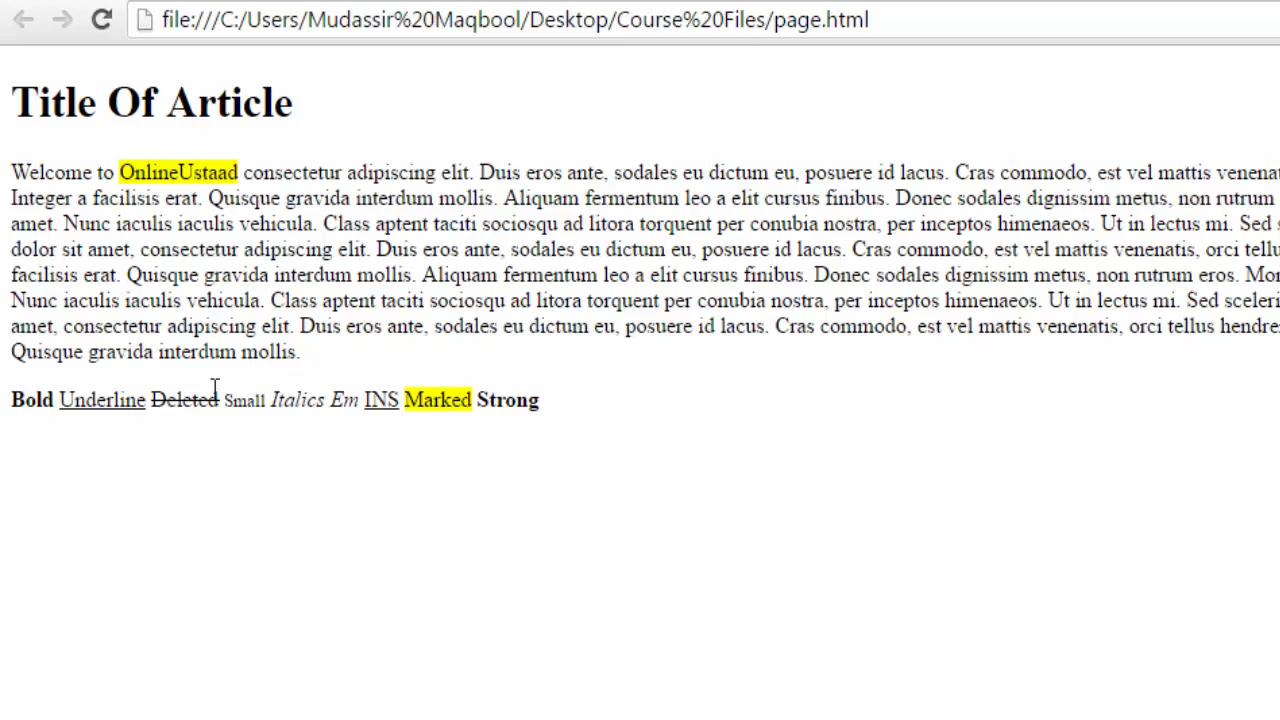 file:///C:/Users/Mudassir%20Maqbool/Desktop/Course%20Files/page.html
Title Of Article
Welcome to OnlineUstaad consectetur adipiscing elit. Duis eros ante, sodales eu dictum eu, posuere id lacus. Cras commodo, est vel mattis
Integer a facilisis erat. Quisque gravida interdum mollis. Aliquam fermentum leo a elit cursus finibus. Donec sodales dignissim metus, non rutrum
amet. Nunc iaculis iaculis vehicula. Class aptent taciti sociosqu ad litora torquent per conubia nostra, per inceptos himenaeos. Ut in lectus mi. Sed
dolor sit amet, consectetur adipiscing elit. Duis eros ante, sodales eu dictum eu, posuere id lacus. Cras commodo, est vel mattis venenatis, orci
facilisis erat. Quisque gravida interdum mollis. Aliquam fermentum leo a elit cursus finibus. Donec sodales dignissim metus, non rutrum eros.
Nunc iaculis iaculis vehicula. Class aptent taciti sociosqu ad litora torquent per conubia nostra, per inceptos himenaeos. Ut in lectus mi. Sed
amet, consectetur adipiscing elit. Duis eros ante, sodales eu dictum eu, posuere id lacus. Cras commodo, est vel mattis venenatis, orci tellus
Quisque gravida interdum mollis.
Bold Underline Deleted Small Italics Em INS Marked Strong